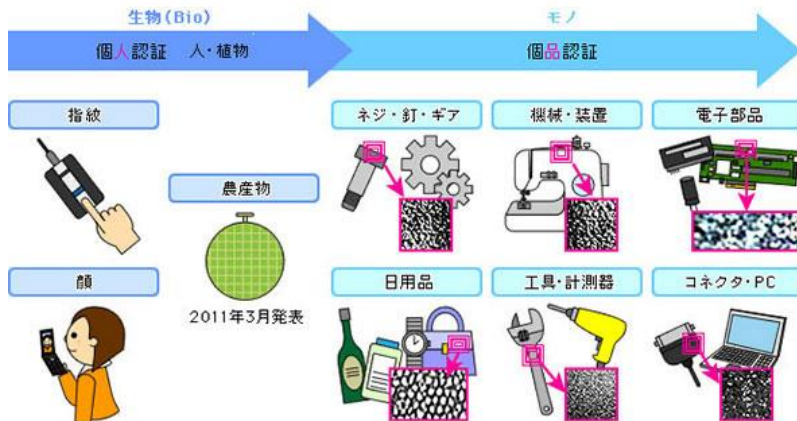 生物(Bio)
モノ
個人認証 人・植物
個品認証
指紋
農産物
2011年3月発表
顔
ネジ・釘・ギア
機械・装置
電子部品
日用品
工具・計測器
コネクタ・PC